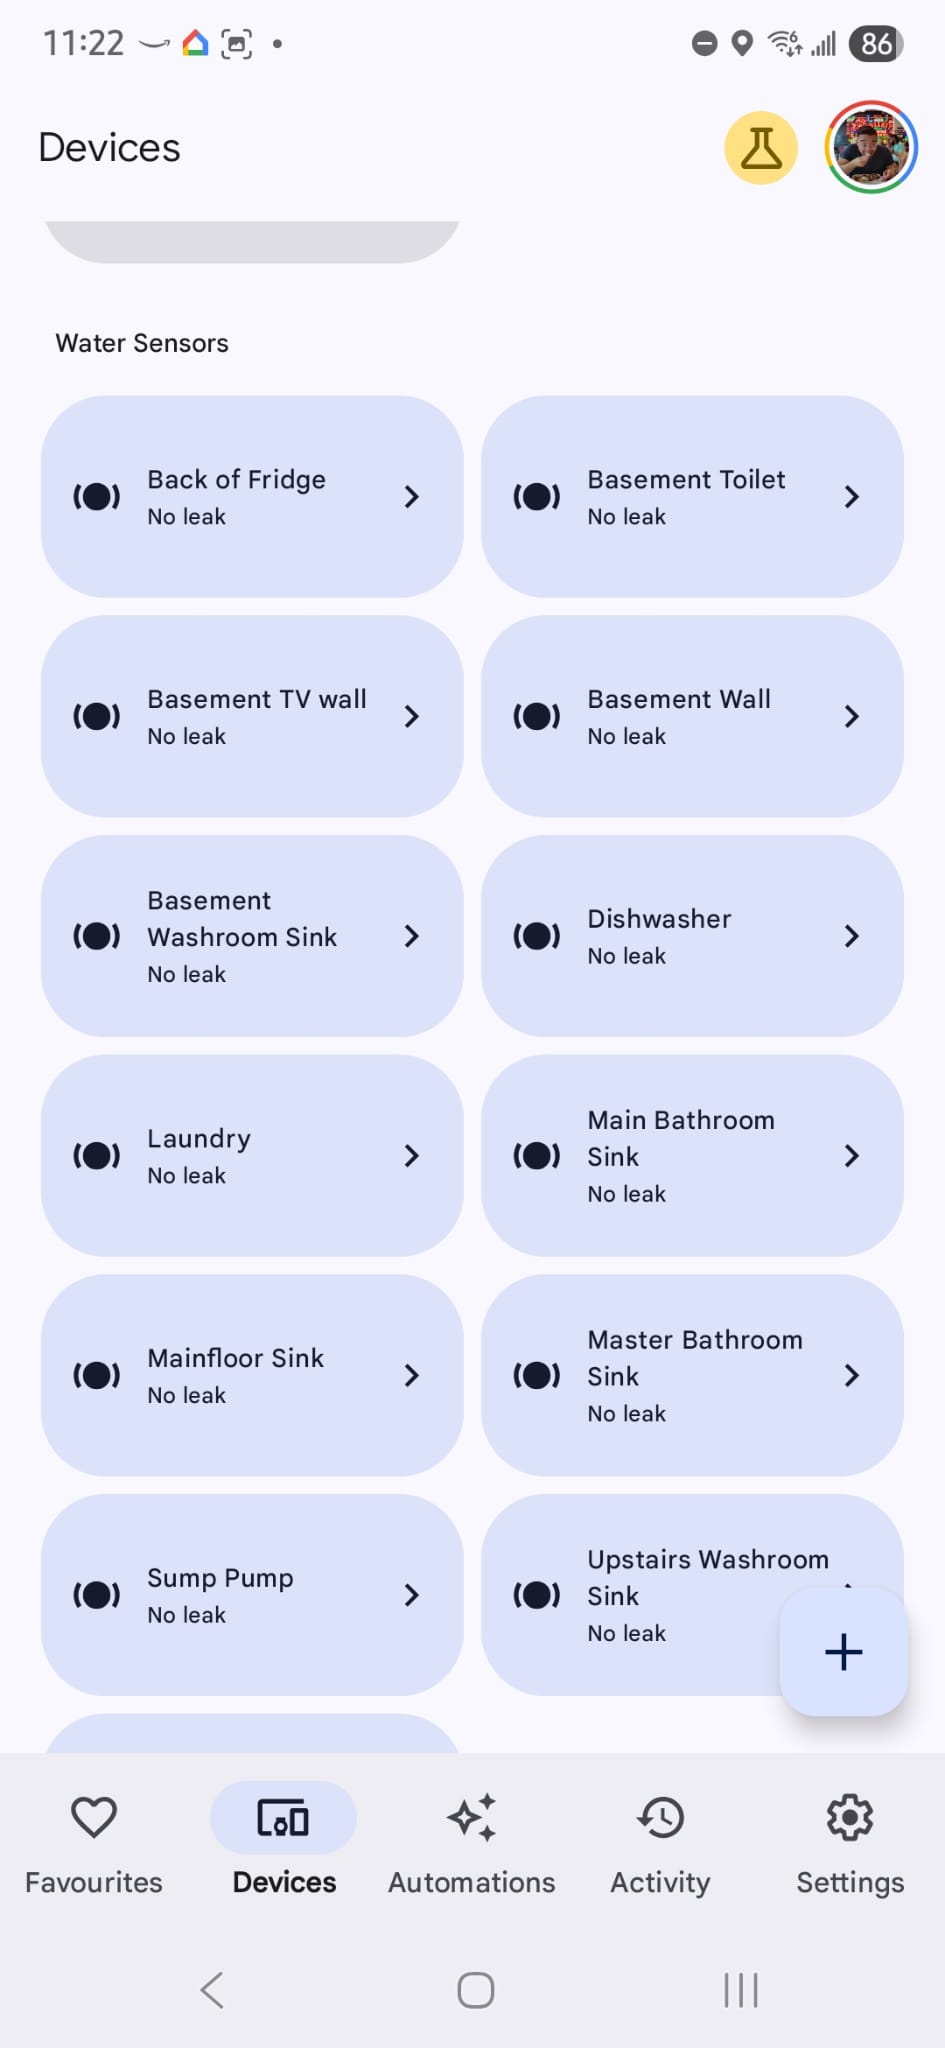 11:22
86
Devices
Water Sensors
Back of Fridge
No leak
Basement Toilet
No leak
Basement TV wall
No leak
Basement Wall
No leak
Basement
Washroom Sink
No leak
Dishwasher
No leak
Laundry
No leak
Main Bathroom
Sink
No leak
Mainfloor Sink
No leak
Master Bathroom
Sink
No leak
Sump Pump
No leak
Upstairs Washroom
Sink
No leak
Favourites
Devices
Automations
Activity
Settings